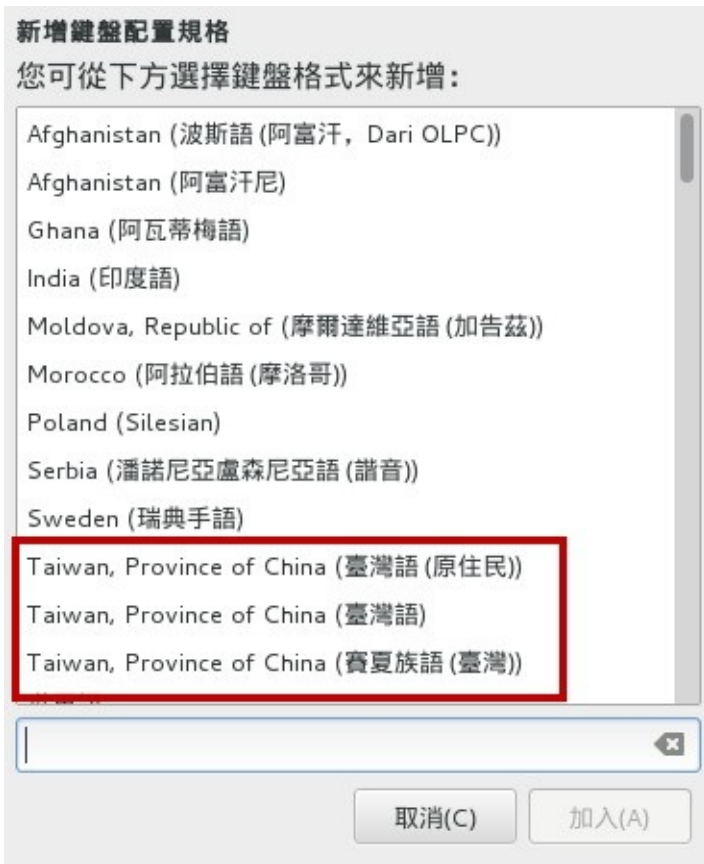 新增鍵盤配置規格
您可從下方選擇鍵盤格式來新增：
Afghanistan (波斯語 (阿富汗，Dari OLPC))
Afghanistan (阿富汗尼)
Ghana (阿瓦蒂梅語)
India (印度語)
Moldova, Republic of (摩爾達維亞語 (加告茲))
Morocco (阿拉伯語 (摩洛哥))
Poland (Silesian)
Serbia (潘諾尼亞盧森尼亞語 (諧音))
Sweden (瑞典手語)
Taiwan, Province of China (臺灣語 (原住民))
Taiwan, Province of China (臺灣語)
Taiwan, Province of China (賽夏族語 (臺灣))
取消(C) 加入(A)